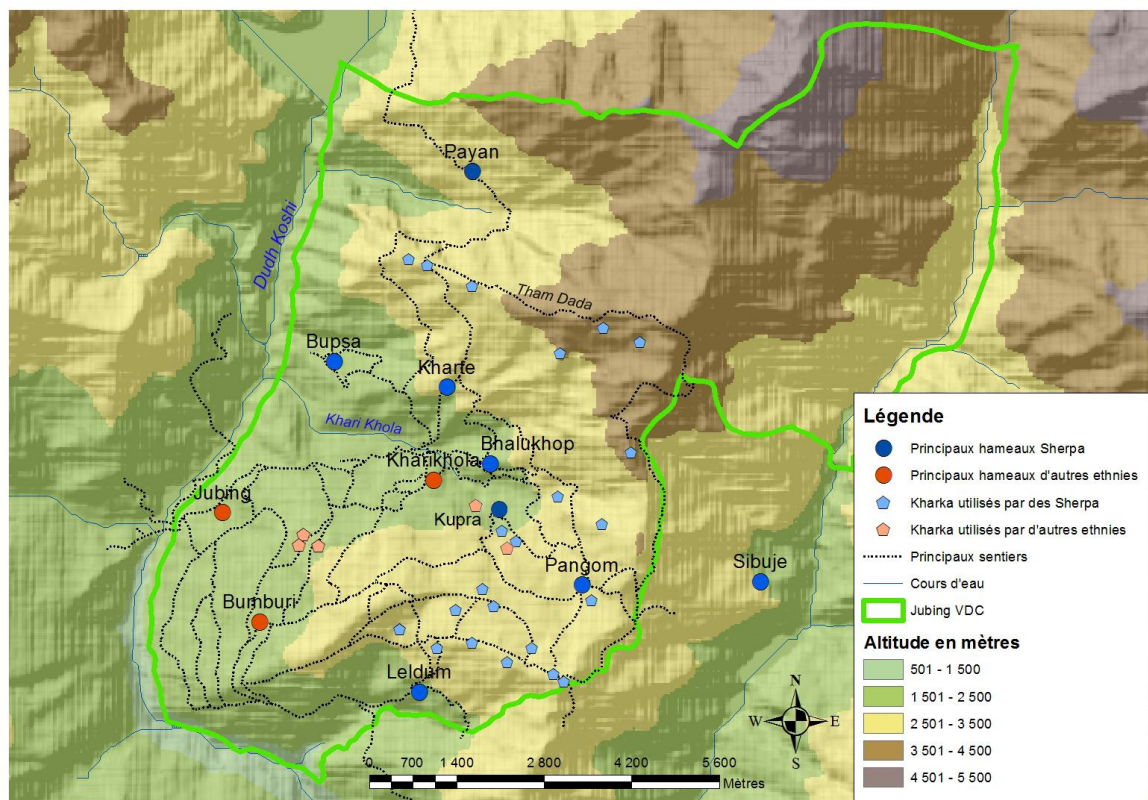 Payan
Dudh Koshi
Tham Dada
Bupsa
Kharte
Khari Khola
Bhalukhop
Kharikhola
Jubing
Kupra
Pangom
Sibuje
Bumburi
Leldum
Légende
Principaux hameaux Sherpa
Principaux hameaux d'autres ethnies
Kharka utilisés par des Sherpa
Kharka utilisés par d'autres ethnies
Principaux sentiers
Cours d'eau
Jubing VDC
Altitude en mètres
501 - 1 500
1 501 - 2 500
2 501 - 3 500
3 501 - 4 500
4 501 - 5 500
N
W E
S
0 700 1 400 2 800 4 200 5 600
Mètres